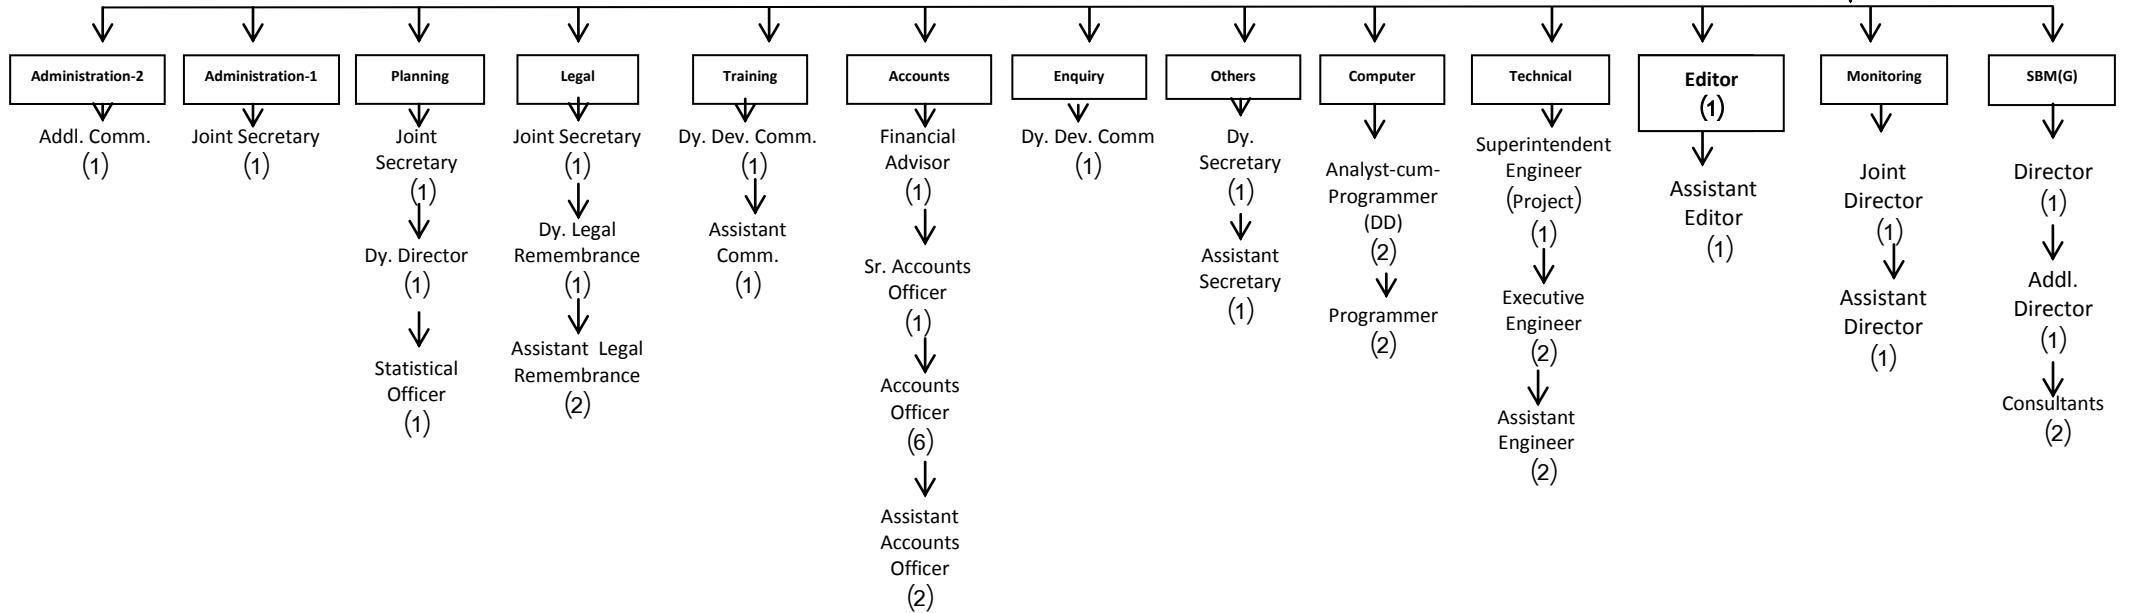 Administration-2
Addl. Comm.
(1)
Administration-1
Joint Secretary
(1)
Planning
Joint
Secretary
(1)
Dy. Director
(1)
Statistical
Officer
(1)
Legal
Joint Secretary
(1)
Dy. Legal
Remembrance
(1)
Assistant Legal
Remembrance
(2)
Training
Dy. Dev. Comm.
(1)
Assistant
Comm.
(1)
Accounts
Financial
Advisor
(1)
Sr. Accounts
Officer
(1)
Accounts
Officer
(6)
Assistant
Accounts
Officer
(2)
Enquiry
Dy. Dev. Comm
(1)
Others
Dy.
Secretary
(1)
Assistant
Secretary
(1)
Computer
Analyst-cum-
Programmer
(DD)
(2)
Programmer
(2)
Technical
Superintendent
Engineer
(Project)
(1)
Executive
Engineer
(2)
Assistant
Engineer
(2)
Editor
(1)
Assistant
Editor
(1)
Monitoring
Joint
Director
(1)
Assistant
Director
(1)
SBM(G)
Director
(1)
Addl.
Director
(1)
Consultants
(2)